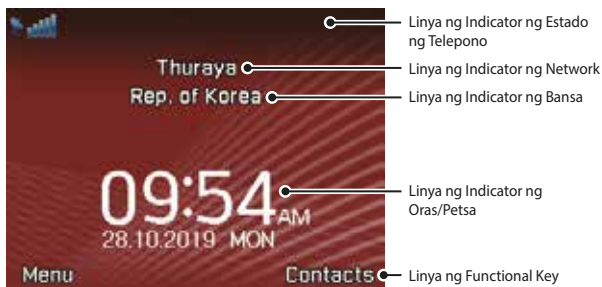 Linya ng Indicator ng Estado
ng Telepono
Thuraya
Linya ng Indicator ng Network
Rep. of Korea
Linya ng Indicator ng Bansa
09:54 AM
Linya ng Indicator ng
Oras/Petsa
28.10.2019 MON
Menu
Contacts
Linya ng Functional Key